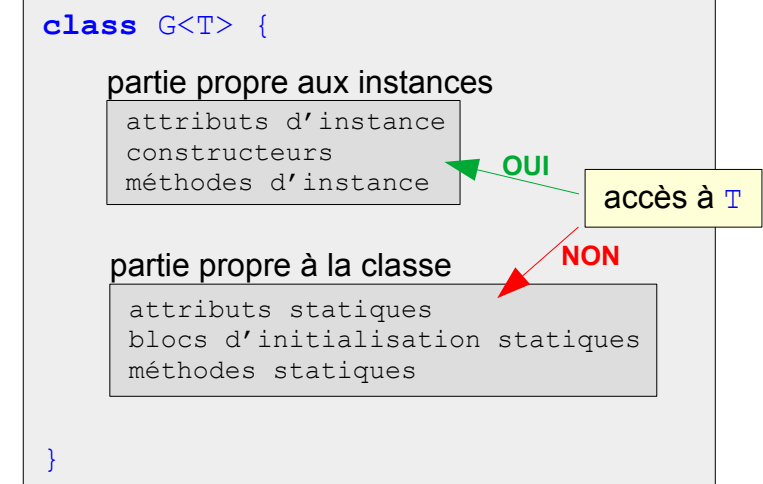 class G<T> {
partie propre aux instances
attributs d’instance
constructeurs
méthodes d’instance
OUI
accès à T
NON
partie propre à la classe
attributs statiques
blocs d’initialisation statiques
méthodes statiques
}